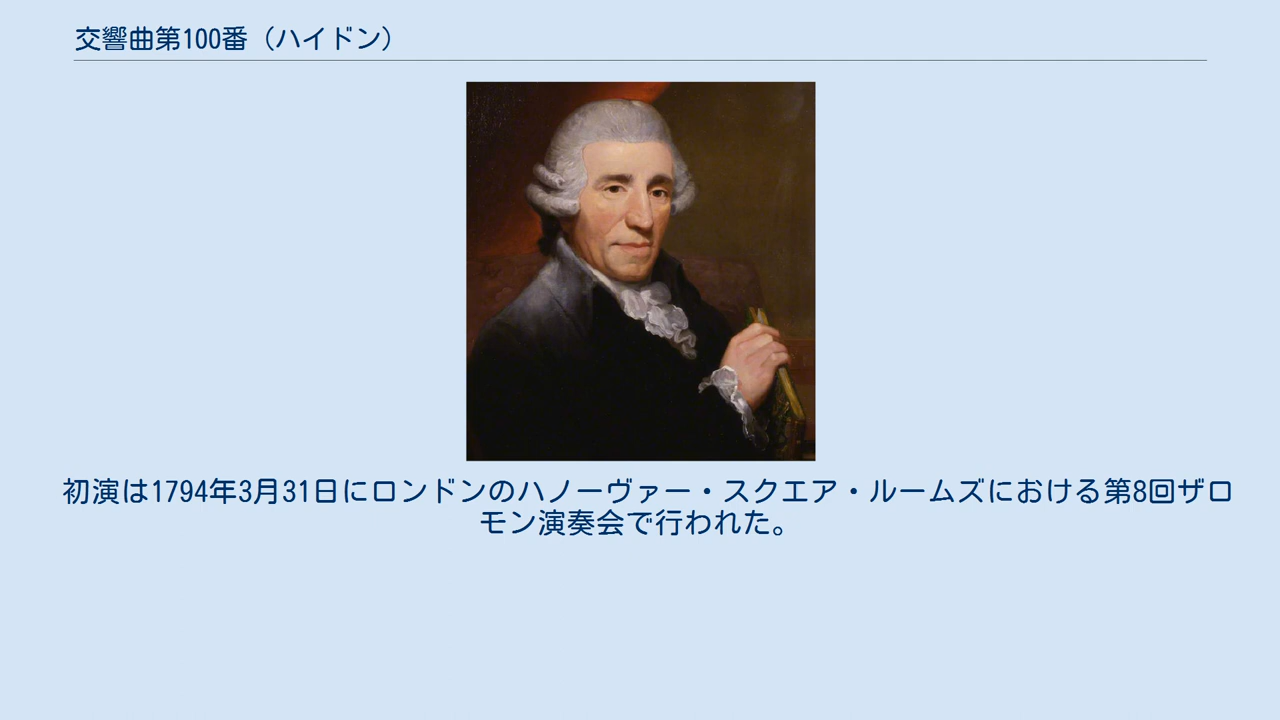 交響曲第100番（ハイドン）
初演は1794年3月31日にロンドンのハノーヴァー・スクエア・ルームズにおける第8回ザロ
モン演奏会で行われた。